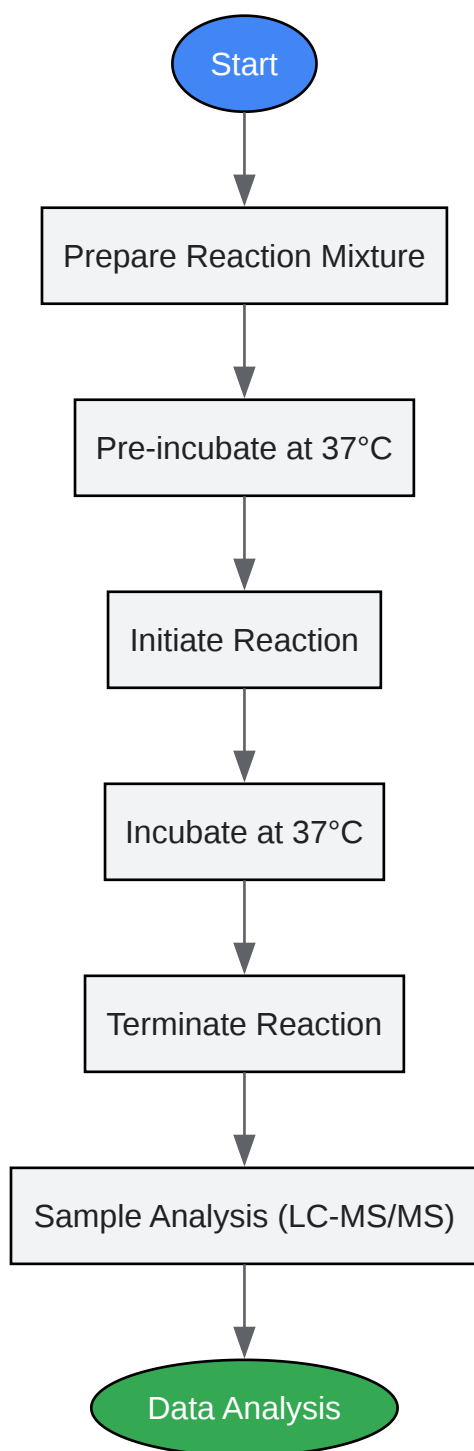 Start
Prepare Reaction Mixture
Pre-incubate at 37°C
Initiate Reaction
Incubate at 37°C
Terminate Reaction
Sample Analysis (LC-MS/MS)
Data Analysis